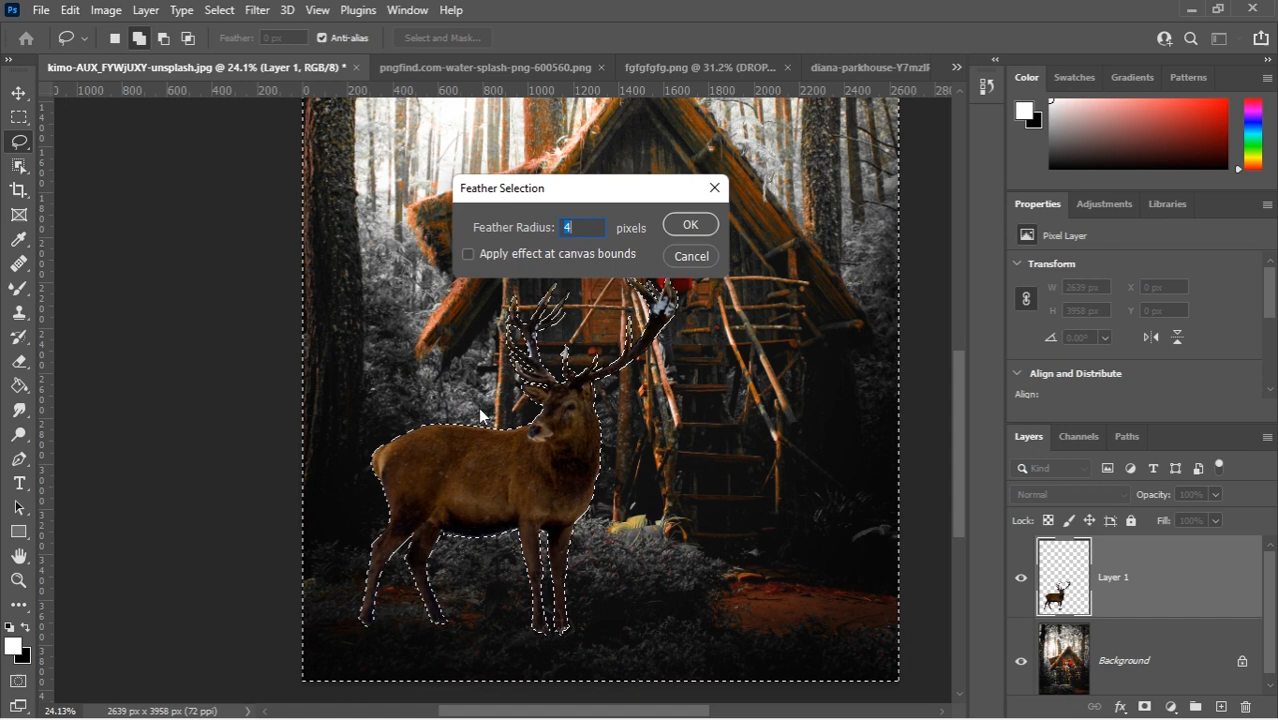 Ps File Edit Image Layer Type Select Filter 3D View Plugins Window Help
Feather: 0 px Anti-alias Select and Mask...
kimo-AUX_FYWjUXY-unsplash.jpg @ 24.1% (Layer 1, RGB/8) * × pngfind.com-water-splash-png-600560.png × fgfgfgfg.png @ 31.2% (DROP... × diana-parkhouse-Y7mzlF
1000 800 600 400 200 0 200 400 600 800 1000 1200 1400 1600 1800 2000 2200 2400 2600
Color Swatches Gradients Patterns
Feather Selection
Feather Radius: 4 pixels OK
Apply effect at canvas bounds Cancel
Properties Adjustments Libraries
Pixel Layer
Transform
W 2639 px X 0 px
H 3958 px Y 0 px
0.00°
Align and Distribute
Align:
Layers Channels Paths
Kind
Normal Opacity: 100%
Lock: Fill: 100%
Layer 1
Background
24.13% 2639 px x 3958 px (72 ppi)